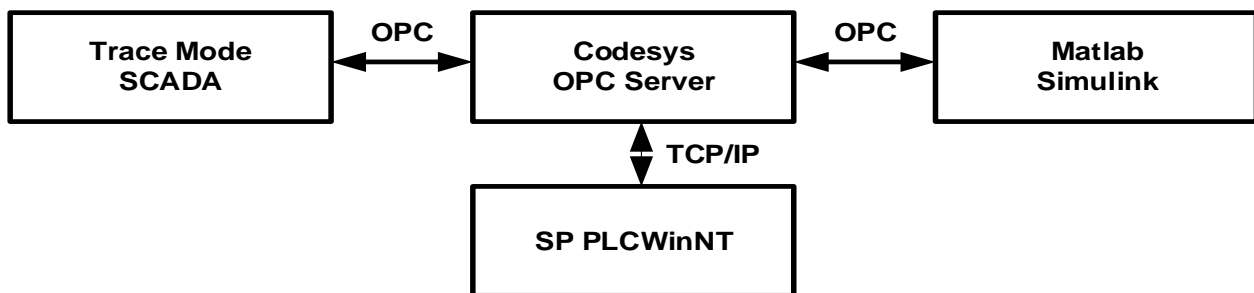 Trace Mode
SCADA
OPC
Codesys
OPC Server
OPC
Matlab
Simulink
TCP/IP
SP PLCWinNT